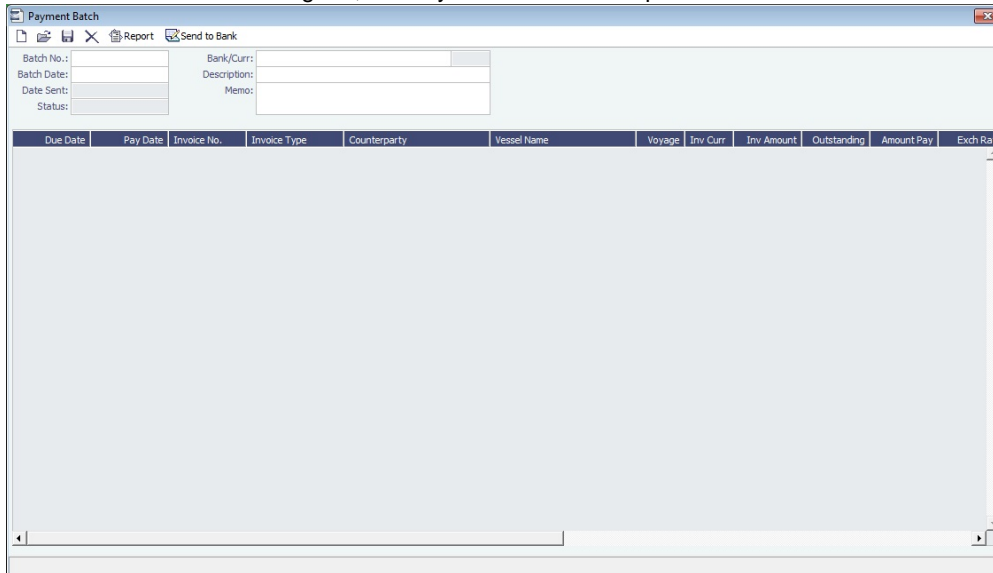 Payment Batch
Report Send to Bank
Batch No.: Bank/Curr:
Batch Date: Description:
Date Sent: Memo:
Status:
Due Date Pay Date Invoice No. Invoice Type Counterparty Vessel Name Voyage Inv Curr Inv Amount Outstanding Amount Pay Exch Ra